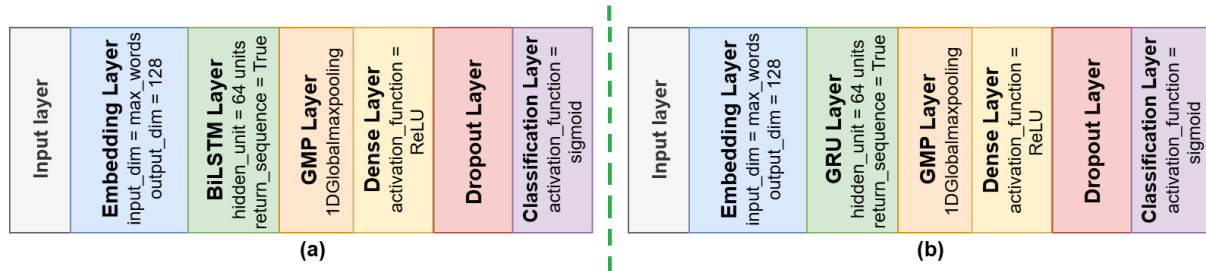 Input layer
Embedding Layer
input_dim = max_words
output_dim = 128
BiLSTM Layer
hidden_unit = 64 units
return_sequence = True
GMP Layer
1DGlobalmaxpooling
Dense Layer
activation_function =
ReLU
Dropout Layer
Classification Layer
activation_function =
sigmoid
(a)
Input layer
Embedding Layer
input_dim = max_words
output_dim = 128
GRU Layer
hidden_unit = 64 units
return_sequence = True
GMP Layer
1DGlobalmaxpooling
Dense Layer
activation_function =
ReLU
Dropout Layer
Classification Layer
activation_function =
sigmoid
(b)